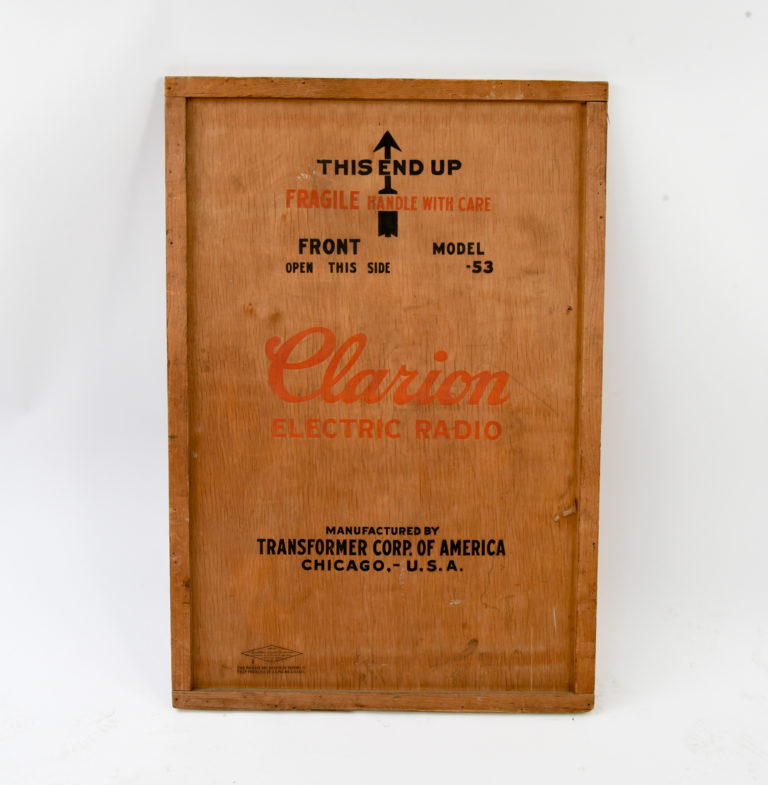 THIS END UP
FRAGILE HANDLE WITH CARE
FRONT MODEL
OPEN THIS SIDE -53
Clarion
ELECTRIC RADIO
MANUFACTURED BY
TRANSFORMER CORP. OF AMERICA
CHICAGO,- U.S.A.